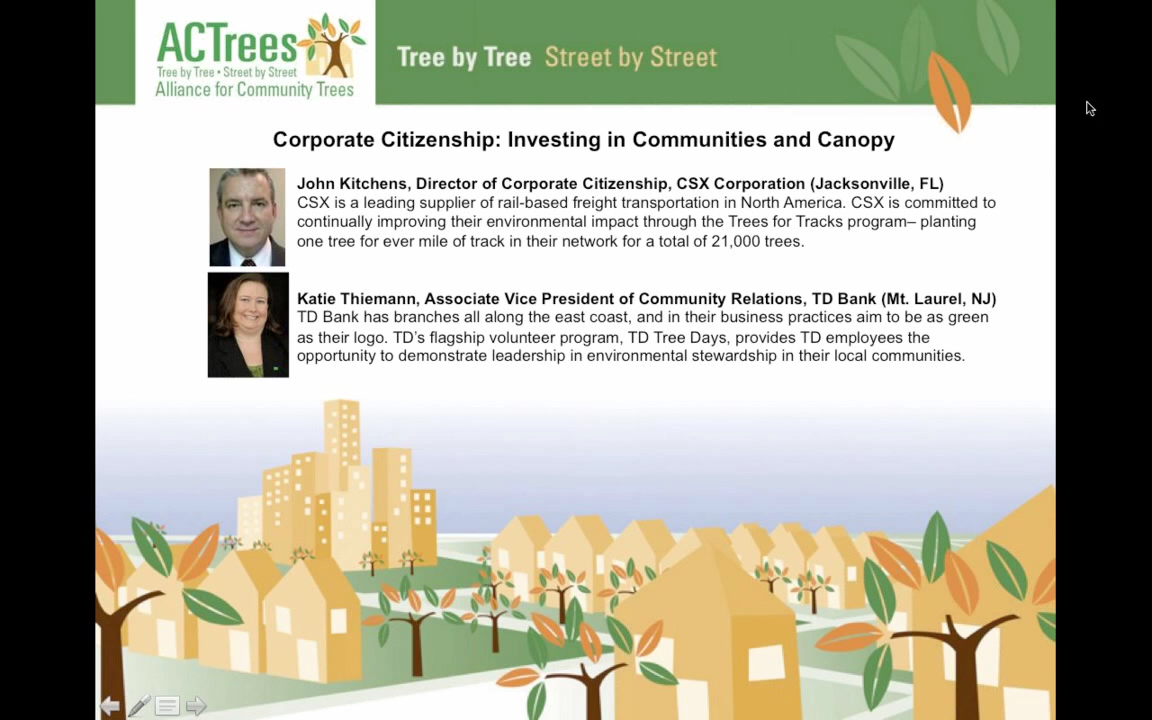 ACTrees
Tree by Tree • Street by Street
Alliance for Community Trees
Tree by Tree Street by Street
Corporate Citizenship: Investing in Communities and Canopy
John Kitchens, Director of Corporate Citizenship, CSX Corporation (Jacksonville, FL)
CSX is a leading supplier of rail-based freight transportation in North America. CSX is committed to
continually improving their environmental impact through the Trees for Tracks program– planting
one tree for ever mile of track in their network for a total of 21,000 trees.
Katie Thiemann, Associate Vice President of Community Relations, TD Bank (Mt. Laurel, NJ)
TD Bank has branches all along the east coast, and in their business practices aim to be as green
as their logo. TD’s flagship volunteer program, TD Tree Days, provides TD employees the
opportunity to demonstrate leadership in environmental stewardship in their local communities.